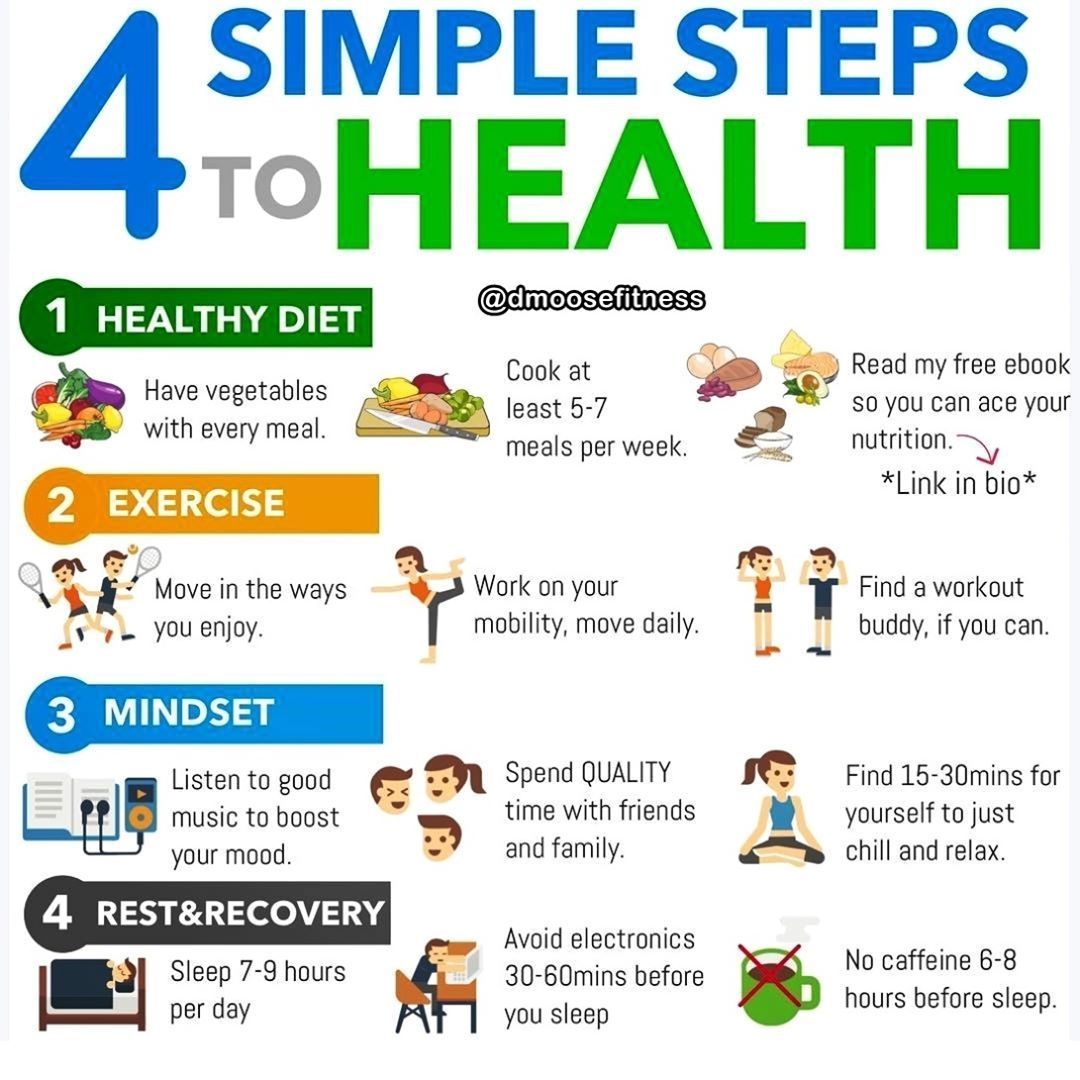 4 SIMPLE STEPS
TO HEALTH
@dmoosefitness
1 HEALTHY DIET
Have vegetables
with every meal.
Cook at
least 5-7
meals per week.
Read my free ebook
so you can ace your
nutrition.
*Link in bio*
2 EXERCISE
Move in the ways
you enjoy.
Work on your
mobility, move daily.
Find a workout
buddy, if you can.
3 MINDSET
Listen to good
music to boost
your mood.
Spend QUALITY
time with friends
and family.
Find 15-30mins for
yourself to just
chill and relax.
4 REST&RECOVERY
Sleep 7-9 hours
per day
Avoid electronics
30-60mins before
you sleep
No caffeine 6-8
hours before sleep.